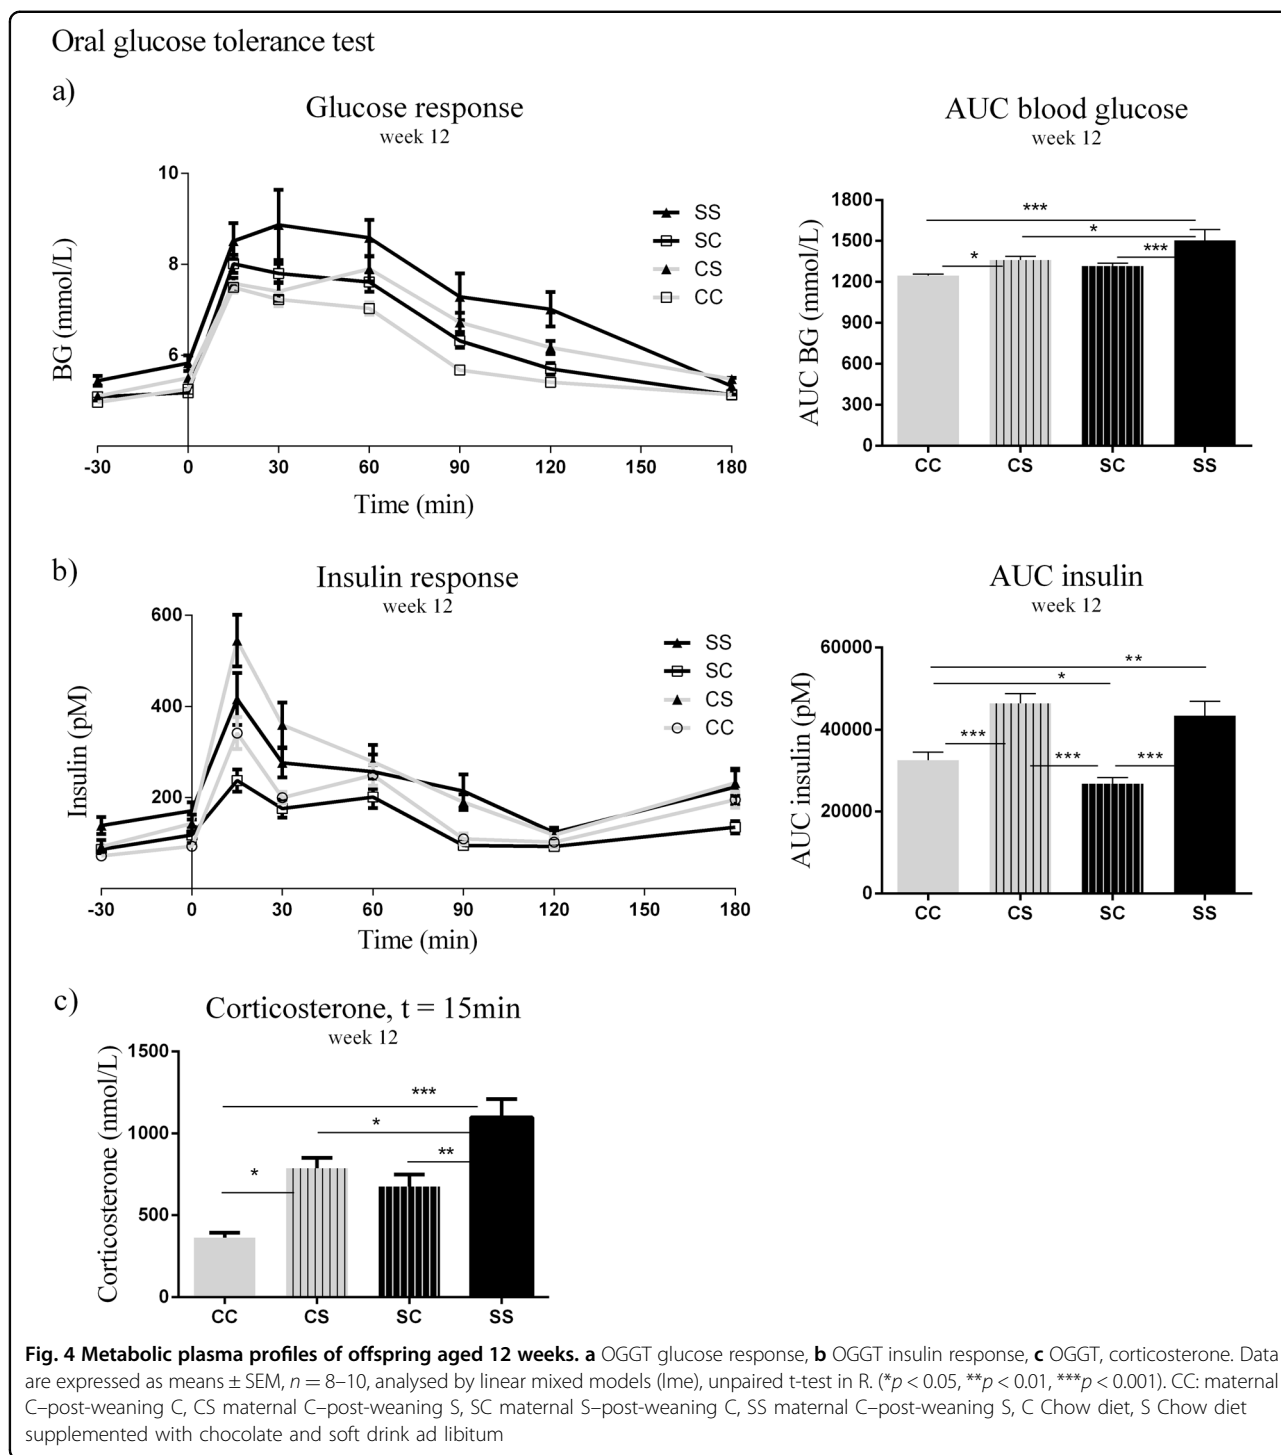 Oral glucose tolerance test
a)
Glucose response
week 12
BG (mmol/L)
10
8
6
-30 0 30 60 90 120 150 180
Time (min)
SS
SC
CS
CC
AUC blood glucose
week 12
AUC BG (mmol/L)
1800
1500
1200
900
600
300
0
***
*
***
*
CC CS SC SS
b)
Insulin response
week 12
Insulin (pM)
600
400
200
-30 0 30 60 90 120 150 180
Time (min)
SS
SC
CS
CC
AUC insulin
week 12
AUC insulin (pM)
60000
40000
20000
0
**
*
***
***
***
CC CS SC SS
c)
Corticosterone, t = 15min
week 12
Corticosterone (nmol/L)
1500
1000
500
0
***
*
**
*
CC CS SC SS
Fig. 4 Metabolic plasma profiles of offspring aged 12 weeks. a OGGT glucose response, b OGGT insulin response, c OGGT, corticosterone. Data
are expressed as means ± SEM, n = 8–10, analysed by linear mixed models (lme), unpaired t-test in R. (*p < 0.05, **p < 0.01, ***p < 0.001). CC: maternal
C–post-weaning C, CS maternal C–post-weaning S, SC maternal S–post-weaning C, SS maternal C–post-weaning S, C Chow diet, S Chow diet
supplemented with chocolate and soft drink ad libitum